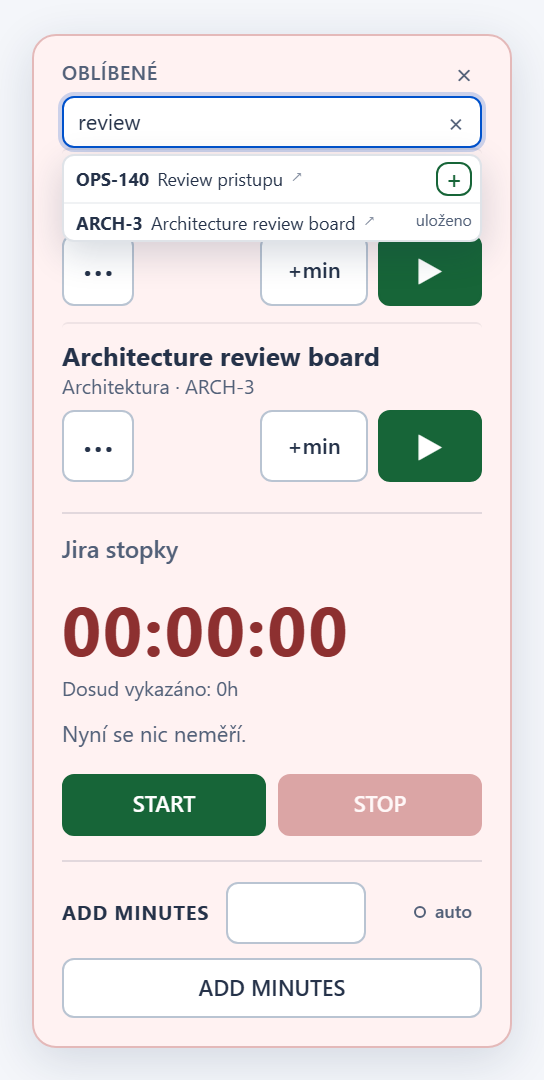 OBLÍBENÉ ×
review ×
OPS-140 Review pristupu ↗ +
ARCH-3 Architecture review board ↗ uloženo
... +min ▶
Architecture review board
Architektura · ARCH-3
... +min ▶
Jira stopky
00:00:00
Dosud vykazáno: 0h
Nyní se nic neměří.
START STOP
ADD MINUTES auto
ADD MINUTES